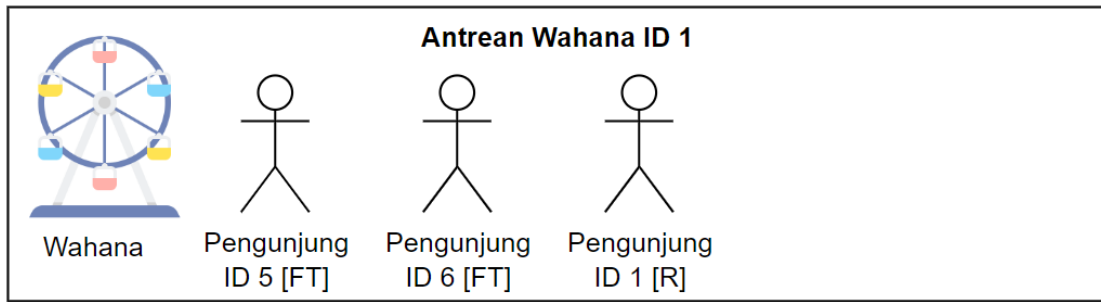 Antrean Wahana ID 1
Wahana
Pengunjung
ID 5 [FT]
Pengunjung
ID 6 [FT]
Pengunjung
ID 1 [R]